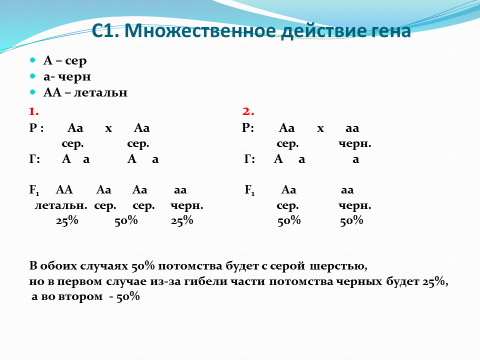 С1. Множественное действие гена
А – сер
а- черн
АА – летальн
1. 2.
Р : Аа х Аа Р: Аа х аа
сер. сер. сер. черн.
Г: А а А а Г: А а а
F₁ АА Аа Аа аа F₁ Аа аа
летальн. сер. сер. черн. сер. черн.
25% 50% 25% 50% 50%
В обоих случаях 50% потомства будет с серой шерстью,
но в первом случае из-за гибели части потомства черных будет 25%,
а во втором - 50%